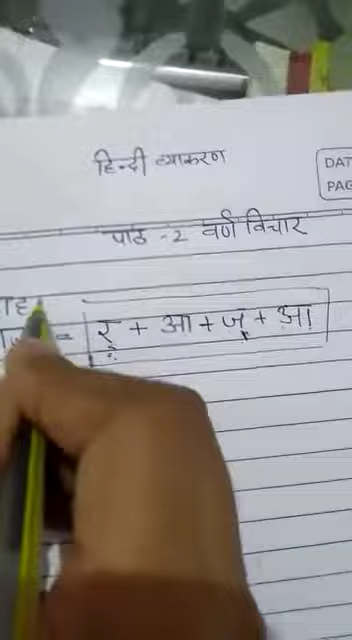 हिन्दी व्याकरण
DAT
PAG
पाठ - 2 वर्ण विचार
= र् + आ + ज् + आ